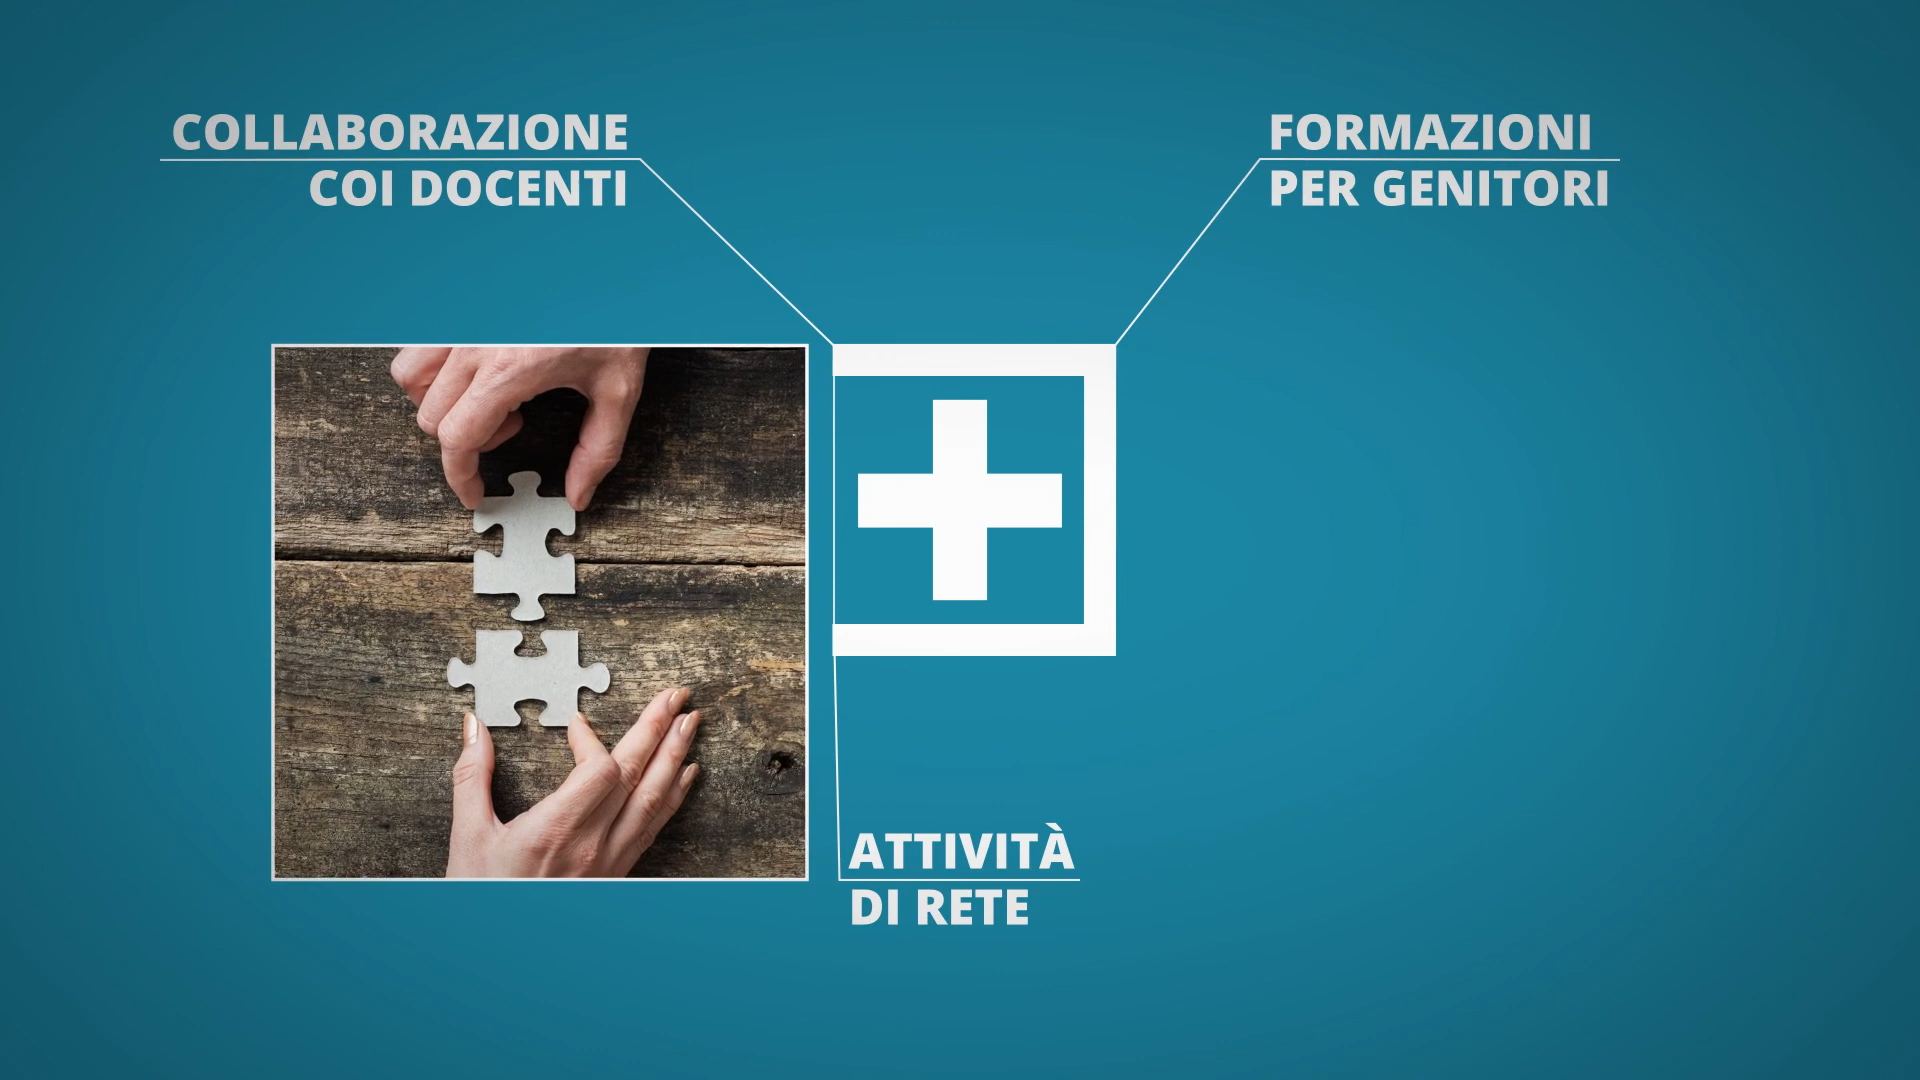 COLLABORAZIONE
COI DOCENTI
FORMAZIONI
PER GENITORI
ATTIVITÀ
DI RETE